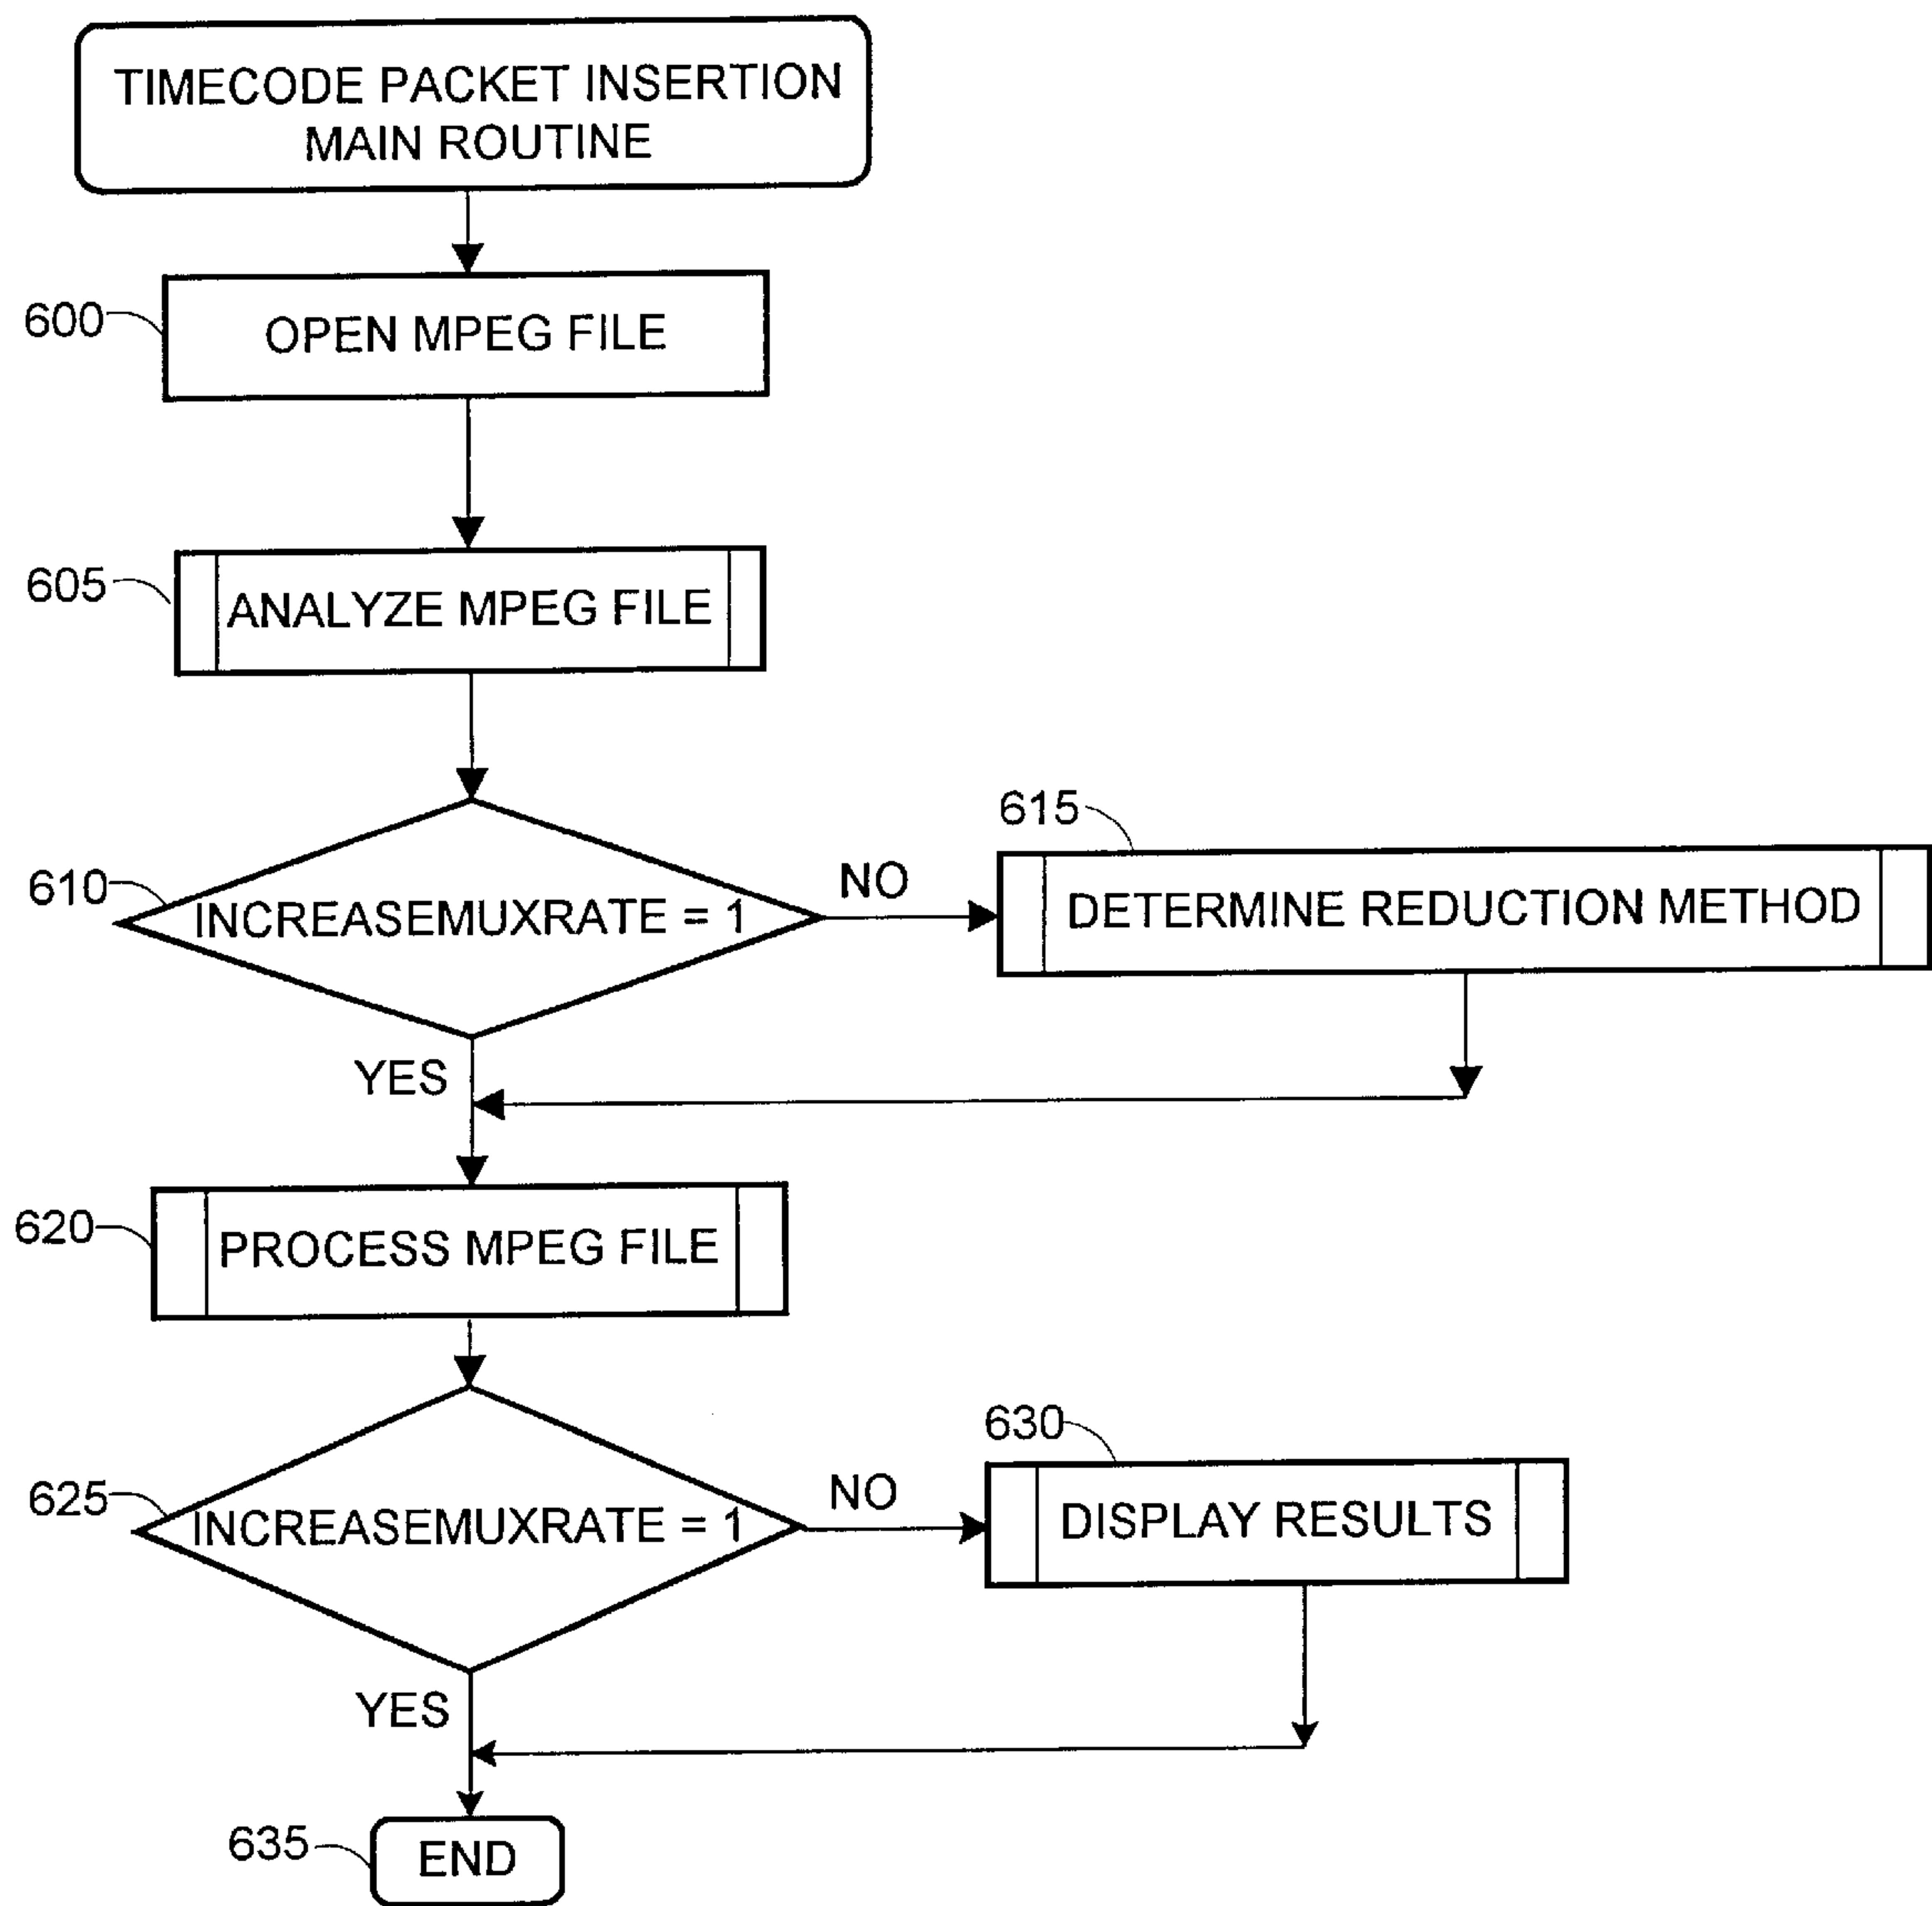 TIMECODE PACKET INSERTION
MAIN ROUTINE
600
OPEN MPEG FILE
605
ANALYZE MPEG FILE
610
INCREASEMUXRATE = 1
NO
615
DETERMINE REDUCTION METHOD
YES
620
PROCESS MPEG FILE
625
INCREASEMUXRATE = 1
NO
630
DISPLAY RESULTS
YES
635
END